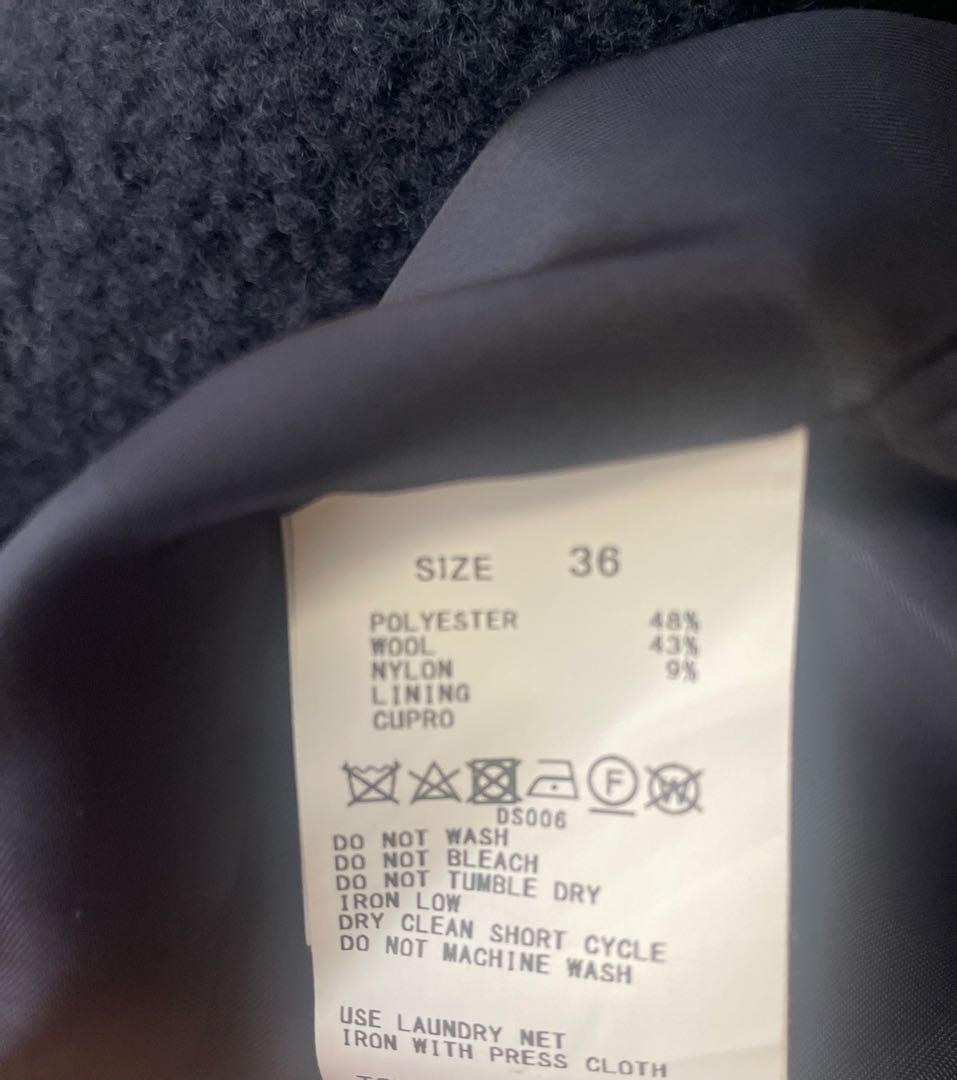 SIZE 36
POLYESTER 48%
WOOL 43%
NYLON 9%
LINING
CUPRO
F W
DS006
DO NOT WASH
DO NOT BLEACH
DO NOT TUMBLE DRY
IRON LOW
DRY CLEAN SHORT CYCLE
DO NOT MACHINE WASH
USE LAUNDRY NET
IRON WITH PRESS CLOTH